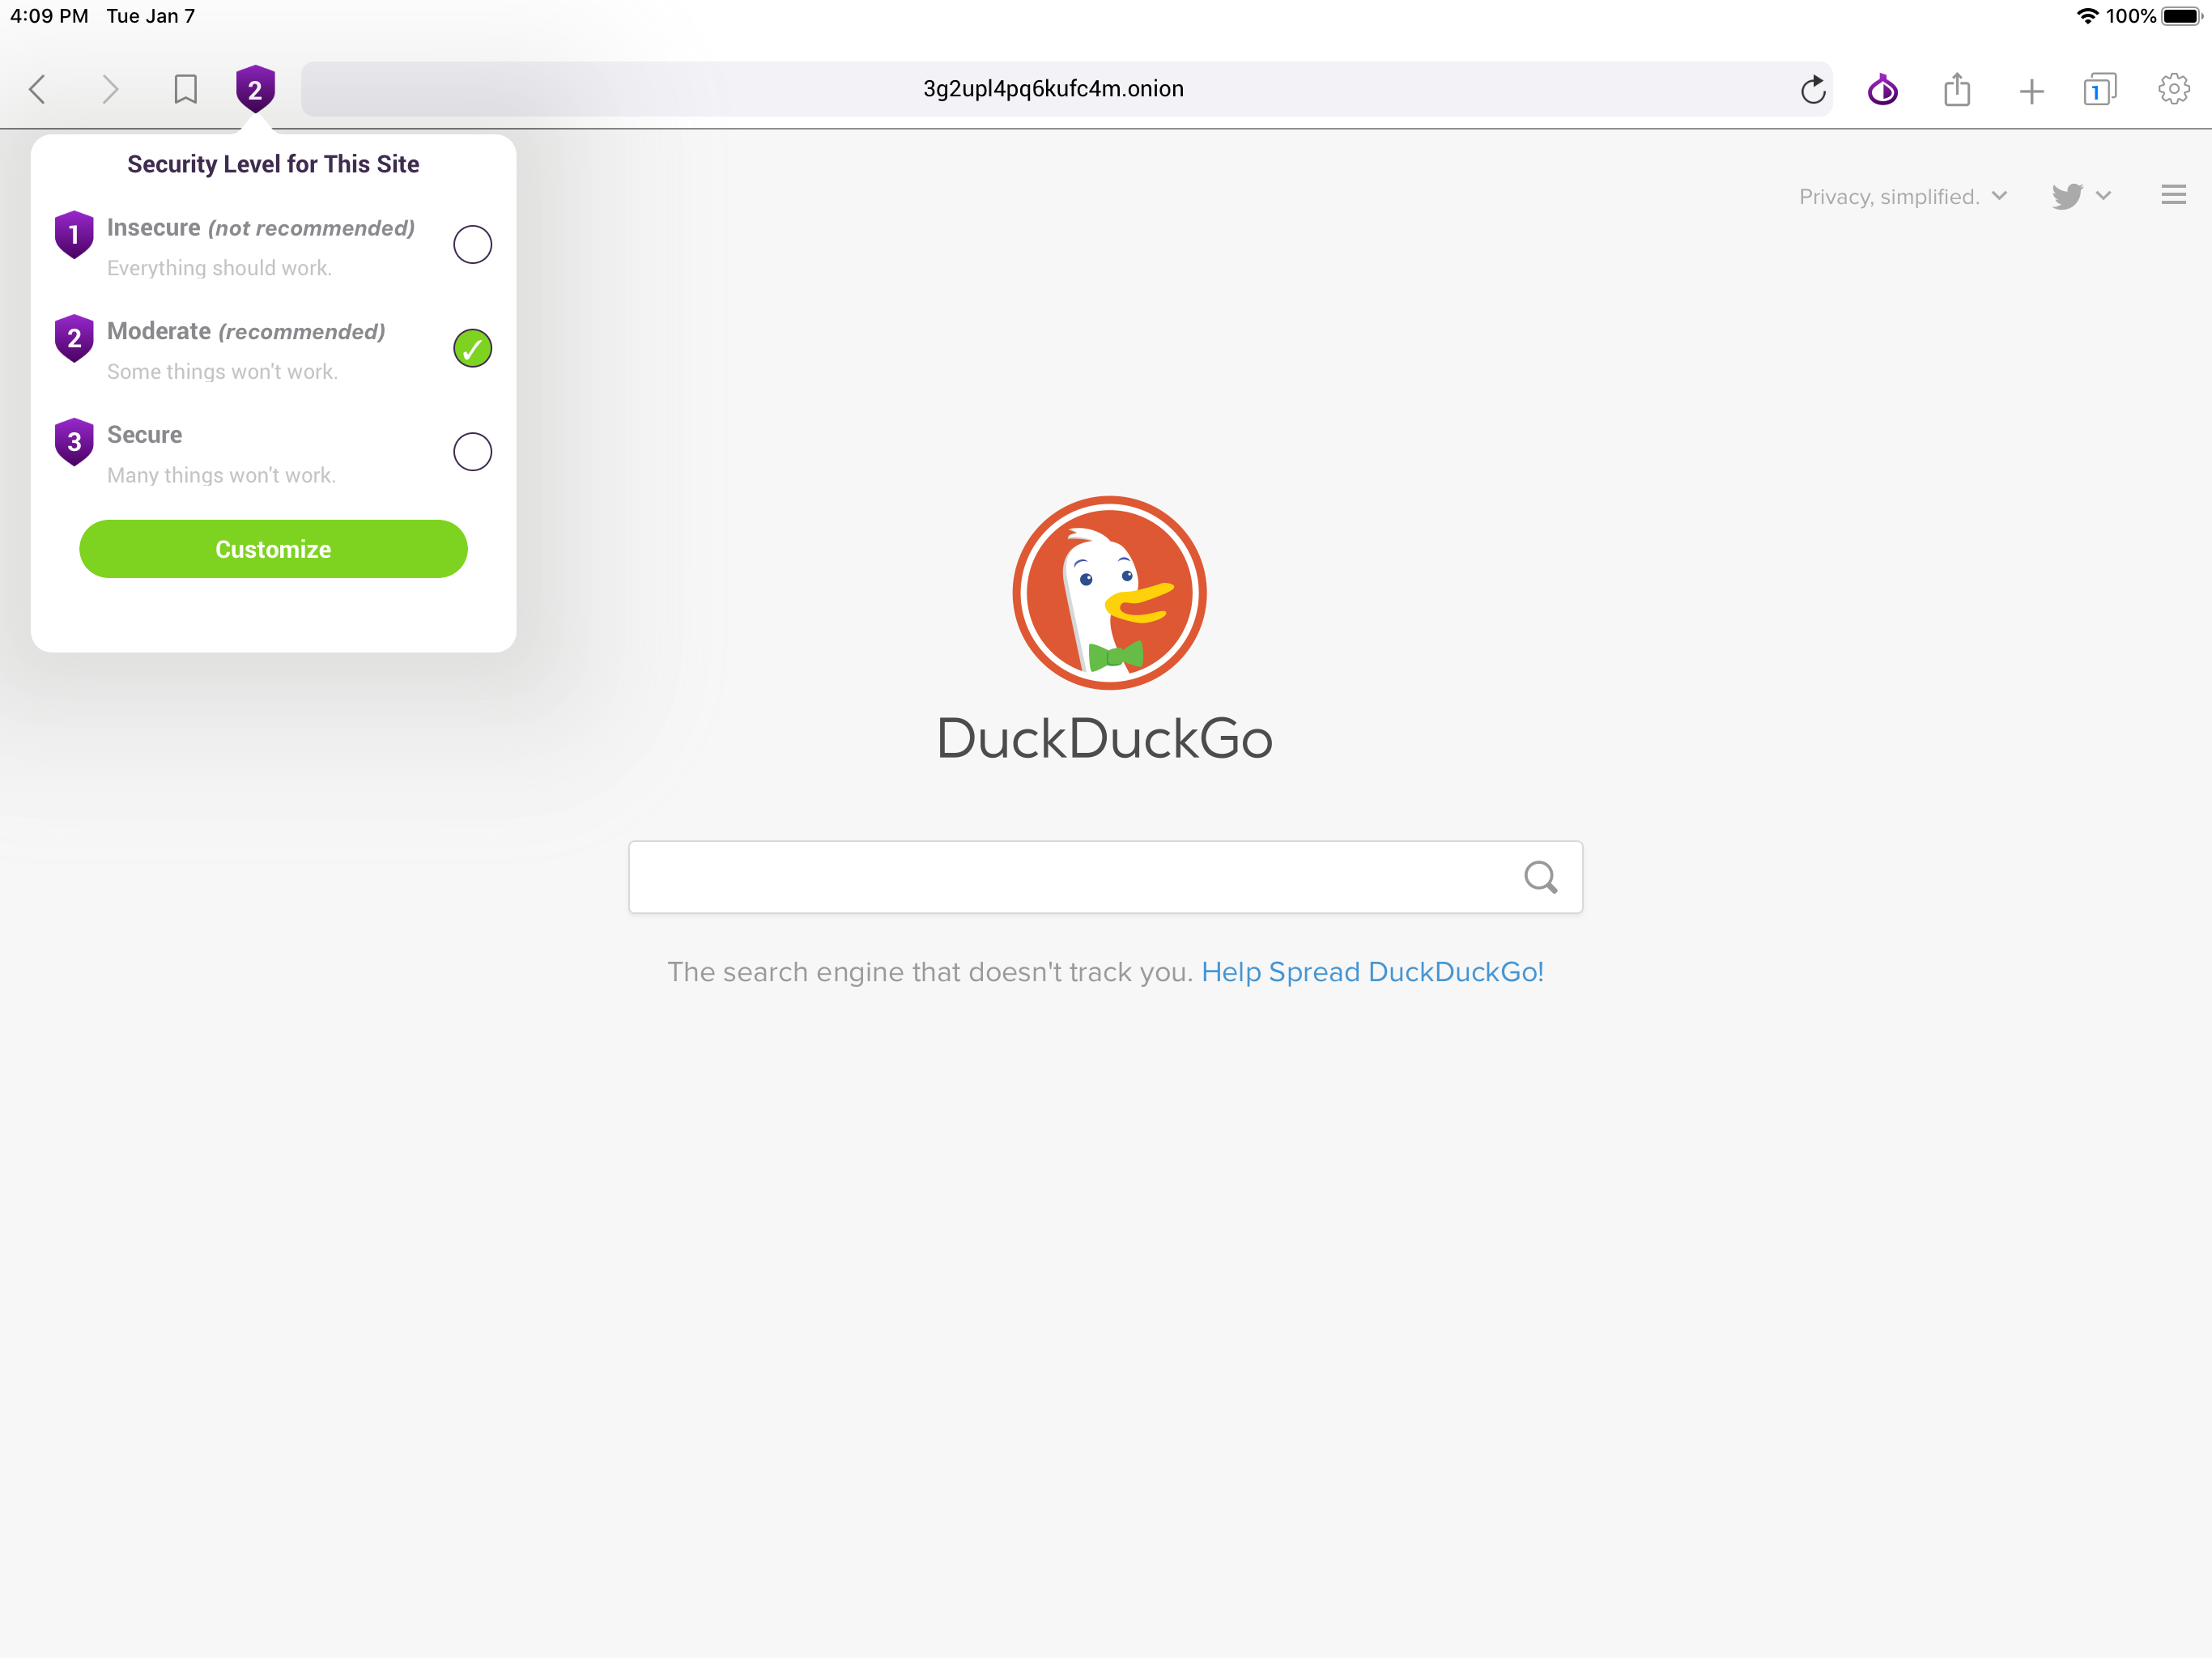 4:09 PM Tue Jan 7
100%
2
3g2upl4pq6kufc4m.onion
1
Security Level for This Site
1 Insecure (not recommended)
Everything should work.
2 Moderate (recommended)
Some things won't work.
3 Secure
Many things won't work.
Customize
Privacy, simplified.
DuckDuckGo
The search engine that doesn't track you. Help Spread DuckDuckGo!